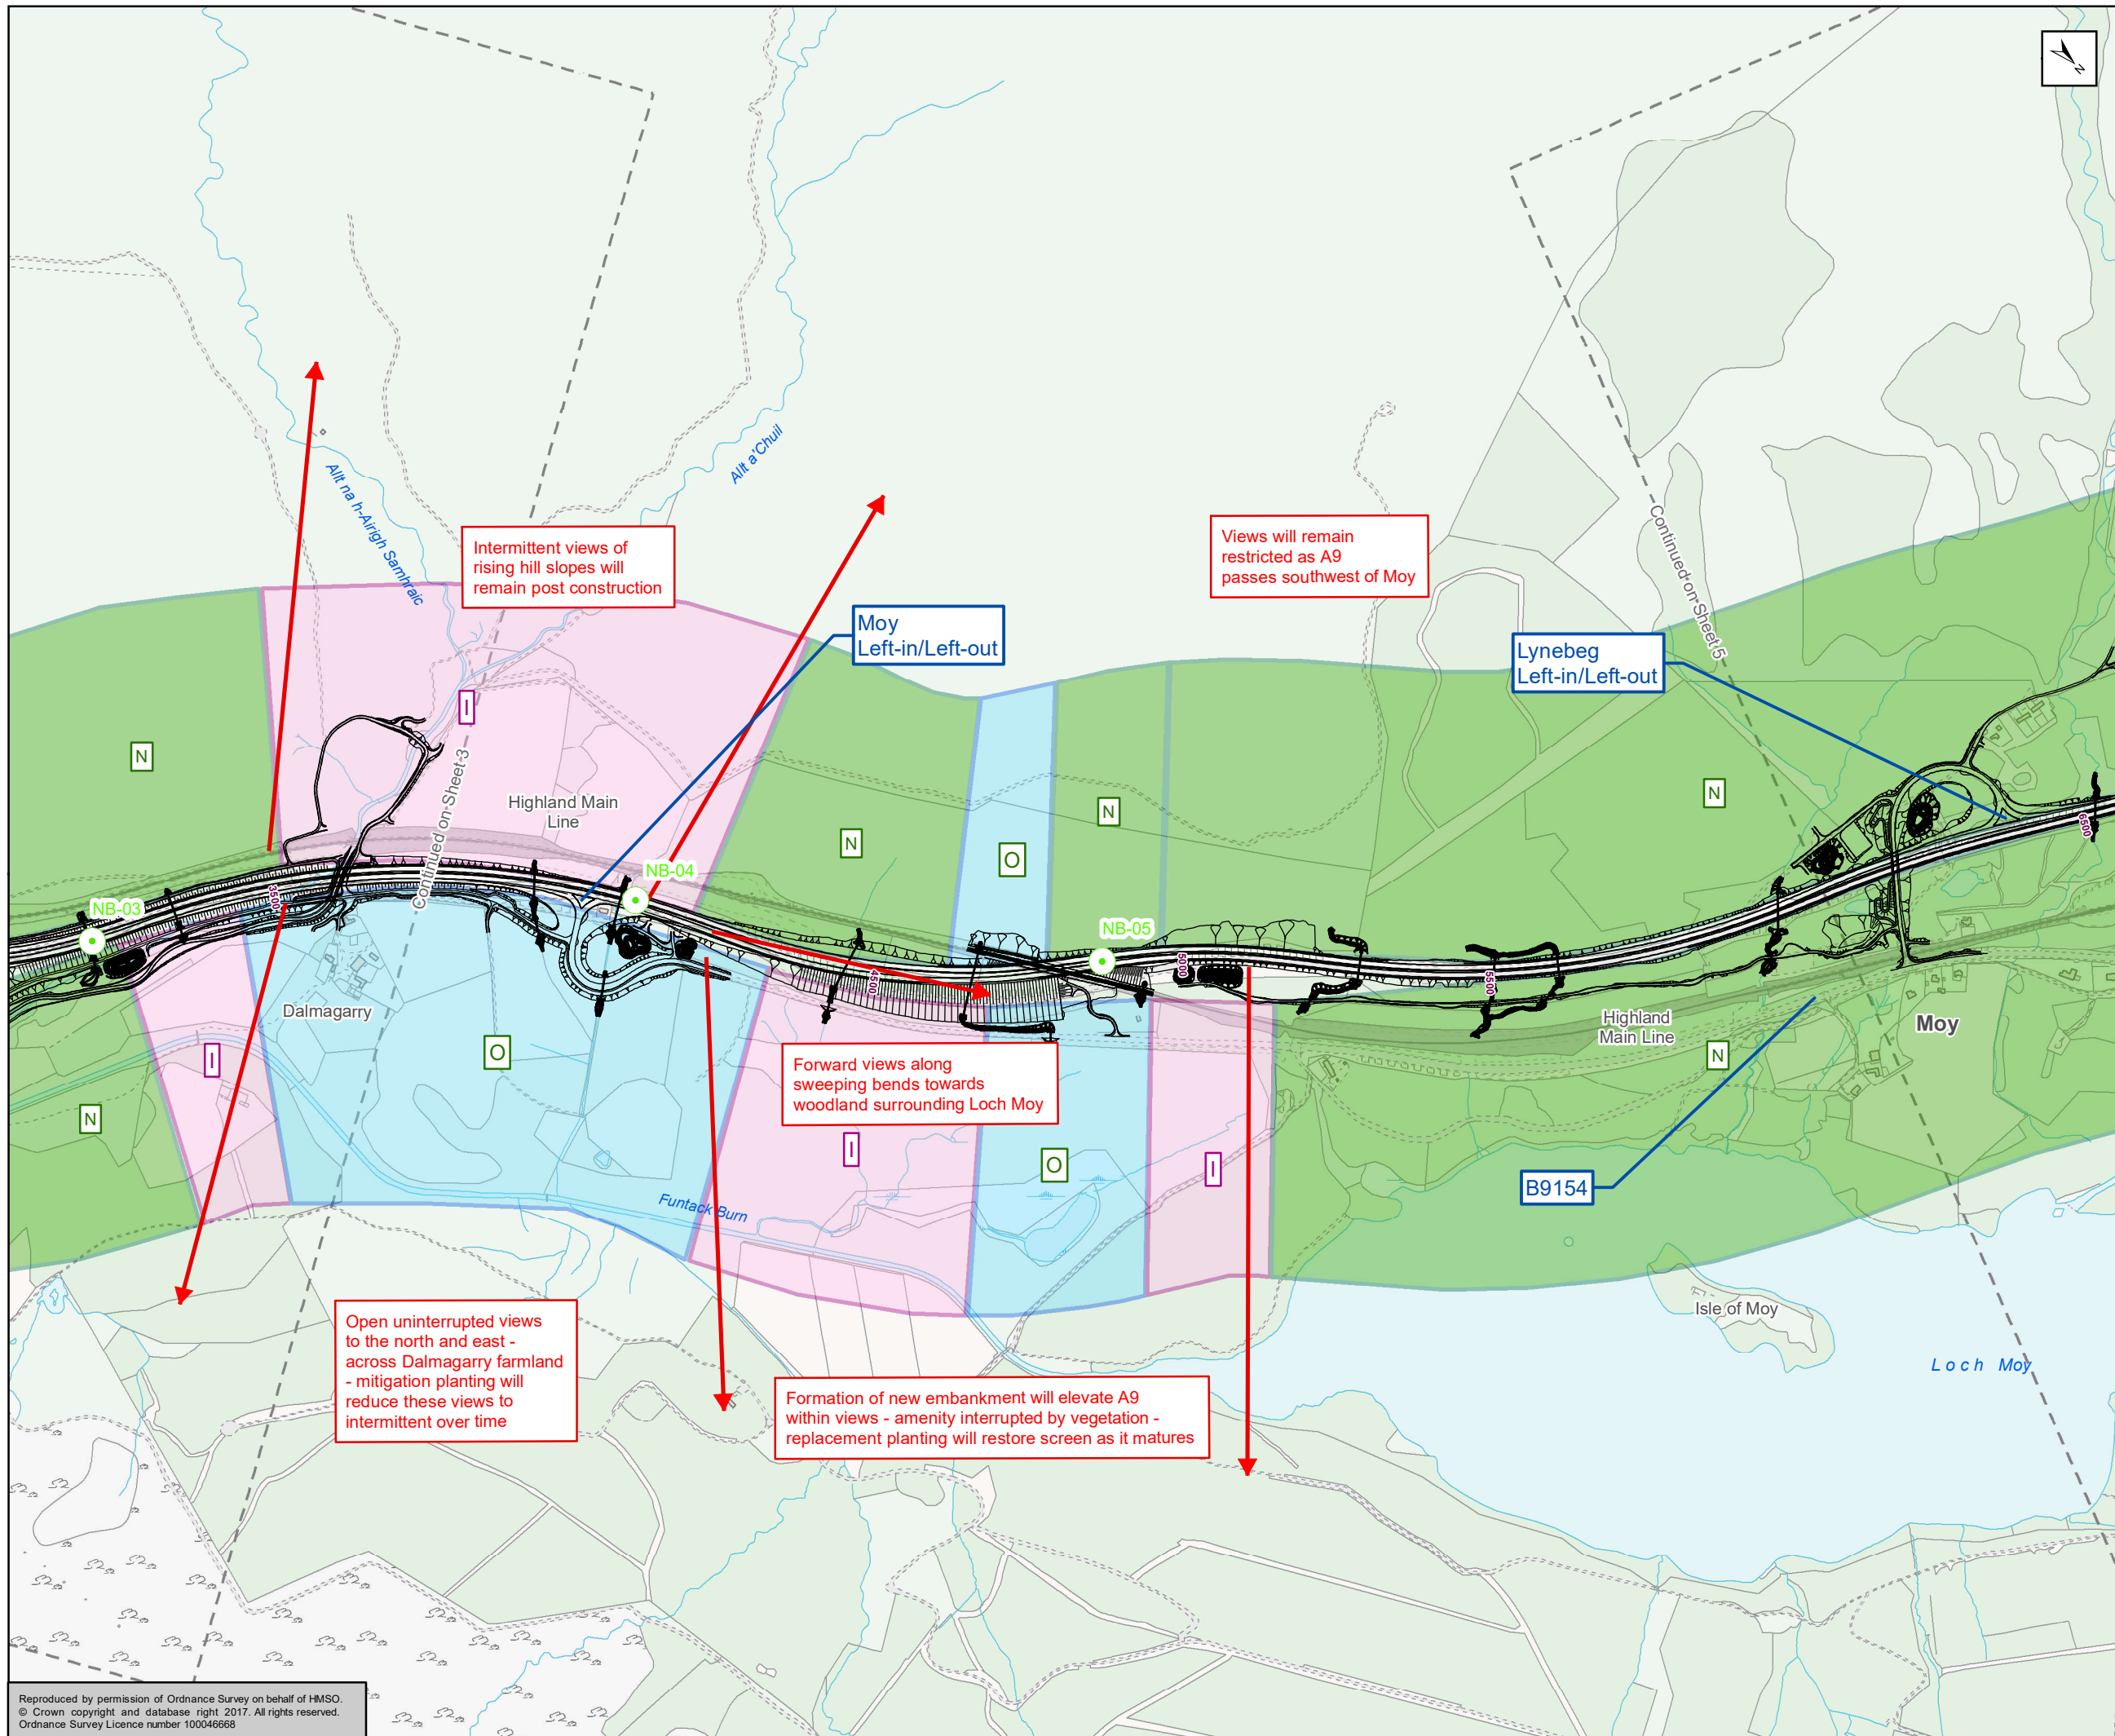 N
Allt na h-Airigh Samhraic
Allt a'Chuil
Intermittent views of
rising hill slopes will
remain post construction
Views will remain
restricted as A9
passes southwest of Moy
Moy
Left-in/Left-out
Lynebeg
Left-in/Left-out
Continued on Sheet 5
Continued on Sheet 3
I
N
Highland Main
Line
N
O
N
N
NB-03
NB-04
NB-05
3500
4500
5000
5500
6500
Dalmagarry
Highland
Main Line
Moy
I
O
N
N
Forward views along
sweeping bends towards
woodland surrounding Loch Moy
I
O
I
B9154
Funtack Burn
Isle of Moy
Loch Moy
Open uninterrupted views
to the north and east -
across Dalmagarry farmland
- mitigation planting will
reduce these views to
intermittent over time
Formation of new embankment will elevate A9
within views - amenity interrupted by vegetation -
replacement planting will restore screen as it matures
Reproduced by permission of Ordnance Survey on behalf of HMSO.
© Crown copyright and database right 2017. All rights reserved.
Ordnance Survey Licence number 100046668